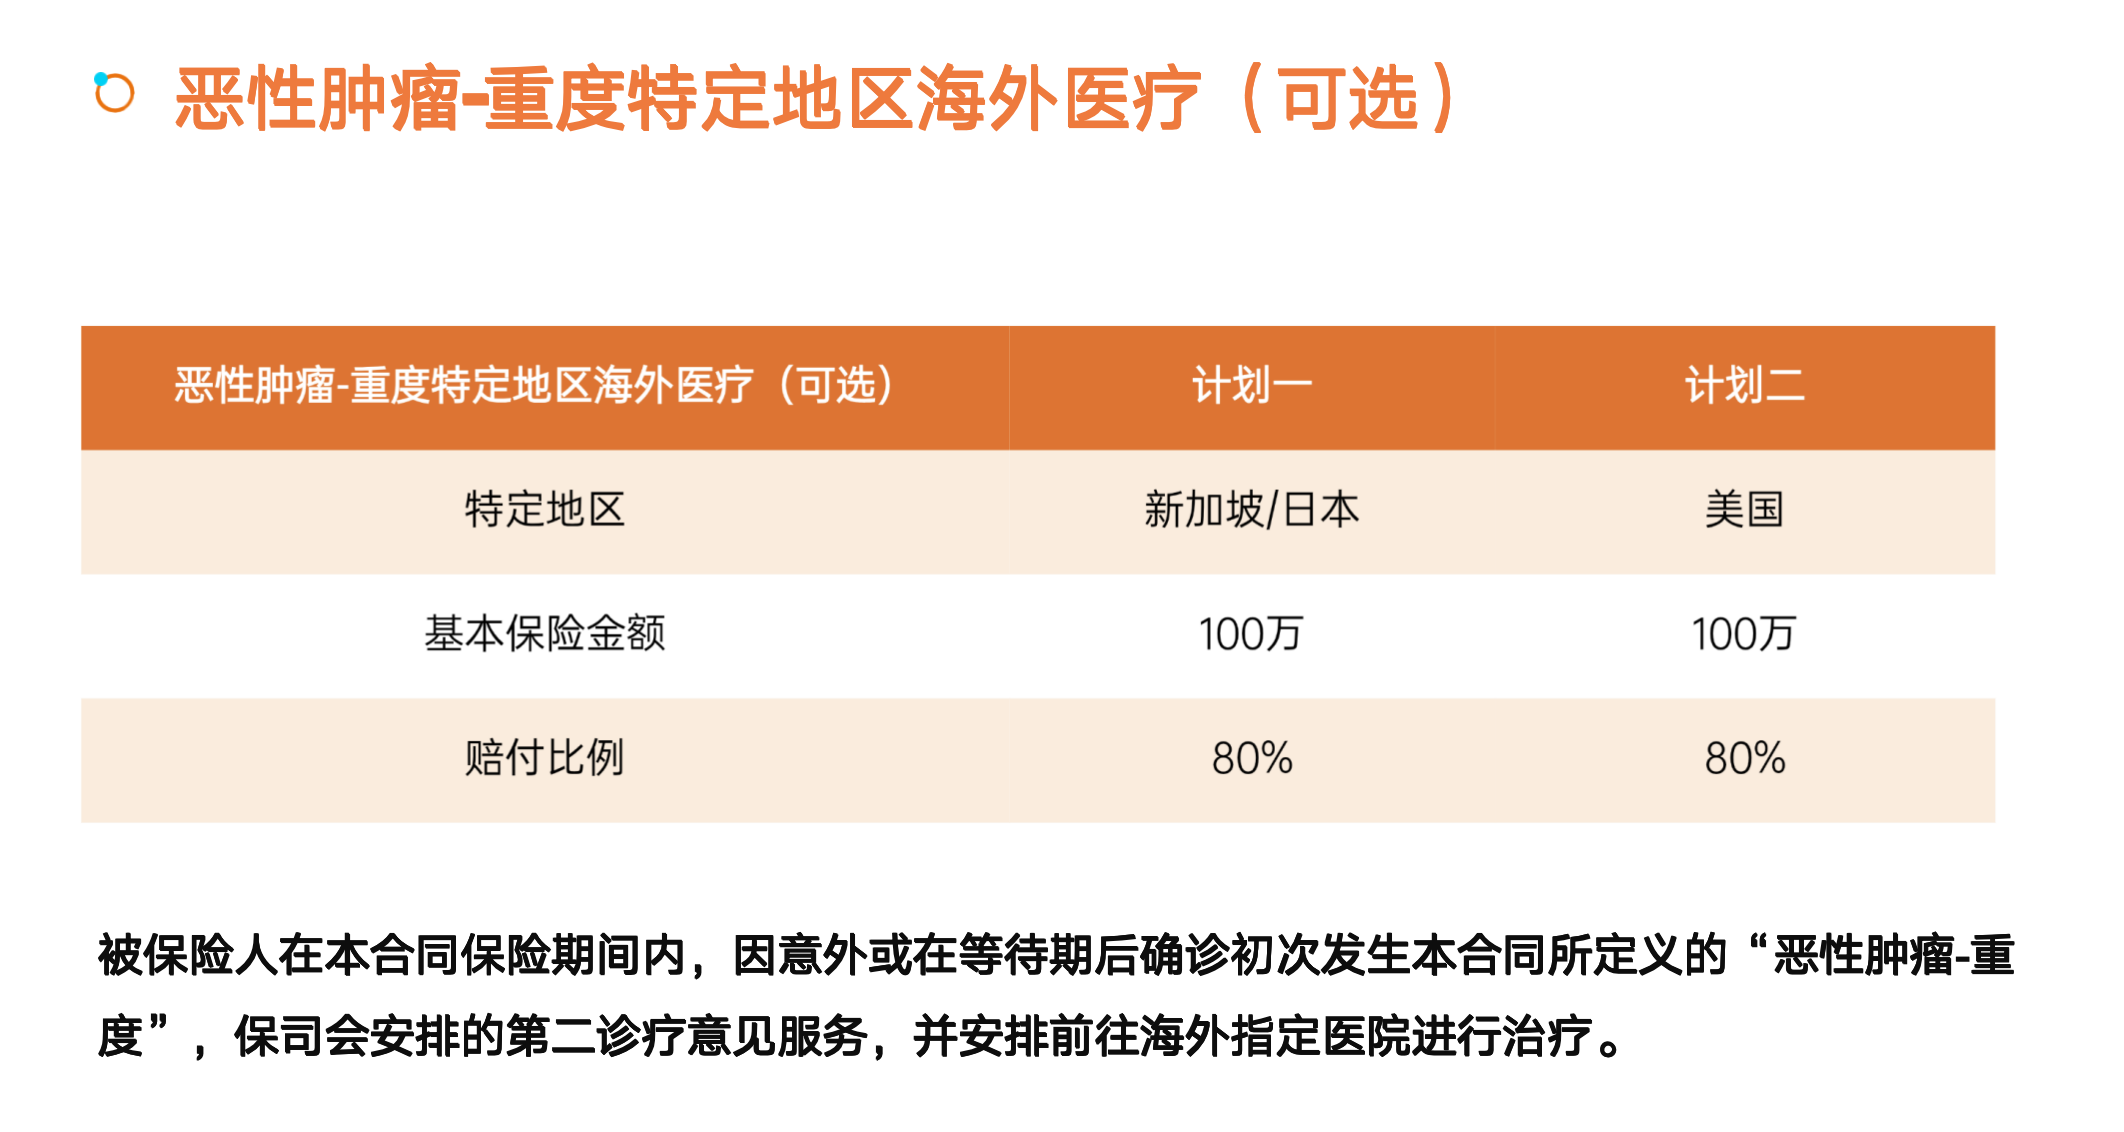 恶性肿瘤-重度特定地区海外医疗（可选）
恶性肿瘤-重度特定地区海外医疗（可选） 计划一 计划二
特定地区 新加坡/日本 美国
基本保险金额 100万 100万
赔付比例 80% 80%
被保险人在本合同保险期间内，因意外或在等待期后确诊初次发生本合同所定义的“恶性肿瘤-重
度”，保司会安排的第二诊疗意见服务，并安排前往海外指定医院进行治疗。